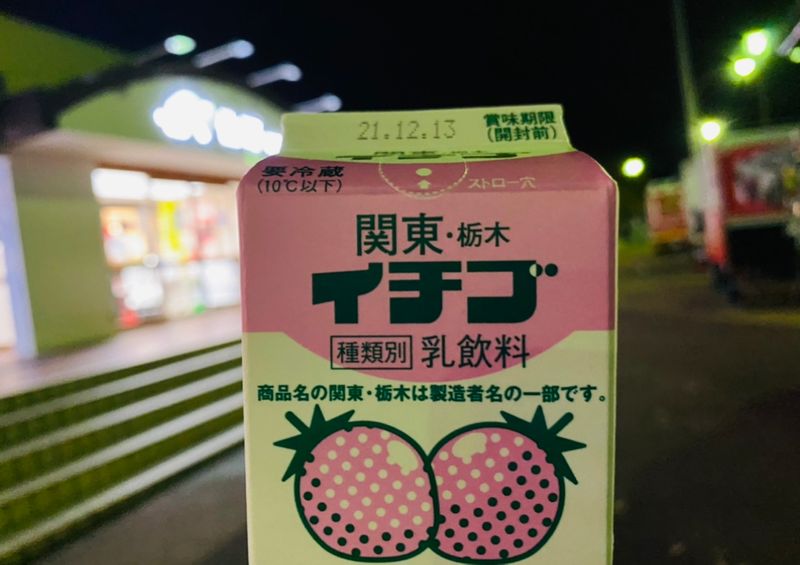 21.12.13
賞味期限
(開封前)
要冷蔵
(10℃以下)
ストロー穴
関東・栃木
イチゴ
種類別 乳飲料
商品名の関東・栃木は製造者名の一部です。